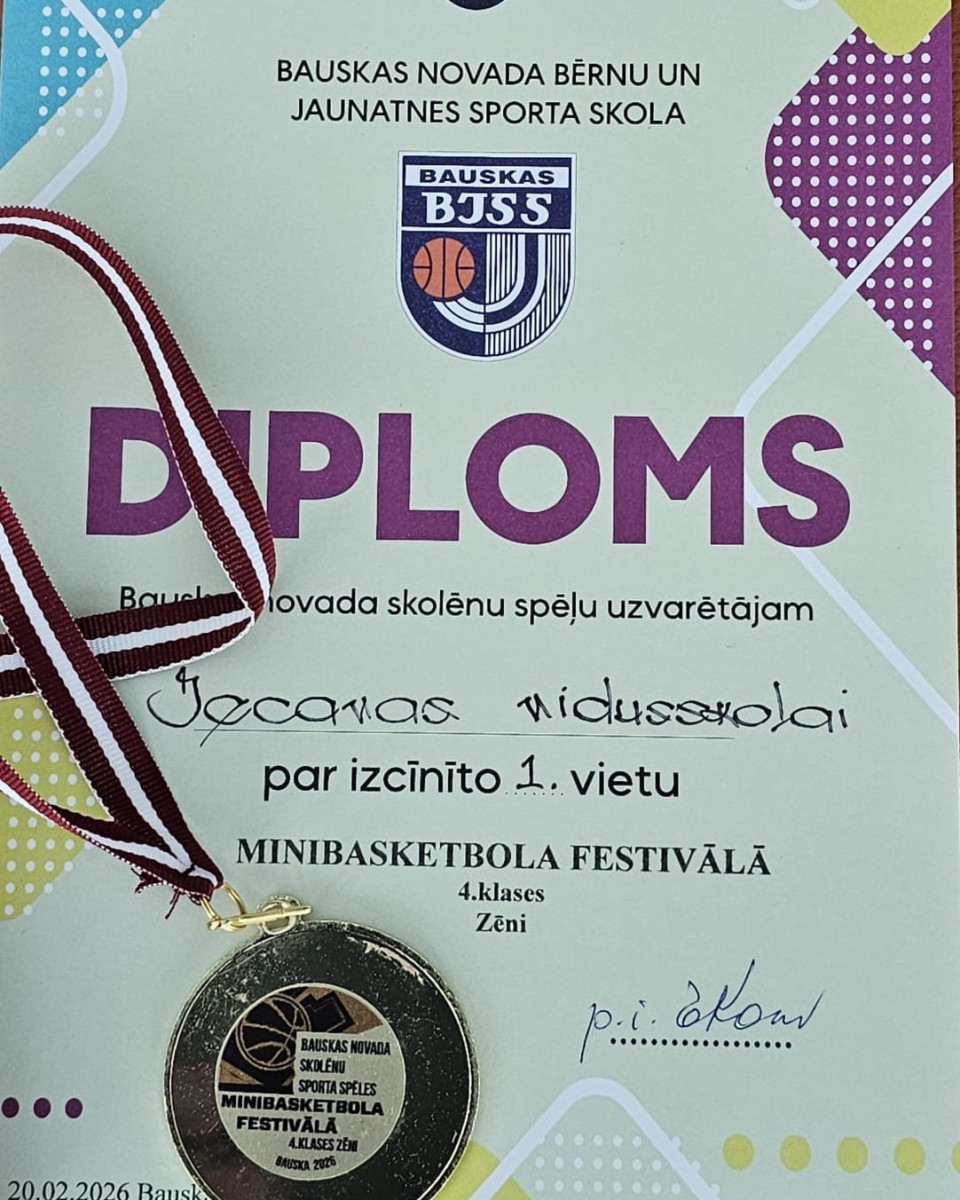 BAUSKAS NOVADA BĒRNU UN
JAUNATNES SPORTA SKOLA
BAUSKAS
BJSS
DIPLOMS
novada skolēnu spēļu uzvarētājam
Iecavas vidusskolai
par izcīnīto 1. vietu
MINIBASKETBOLA FESTIVĀLĀ
4.klases
Zēni
p.i.
BAUSKAS NOVADA
SKOLĒNU
SPORTA SPĒLES
MINIBASKETBOLA
FESTIVĀLĀ
4.KLASES ZĒNI
BAUSKA 2026
20.02.2026 Bausk